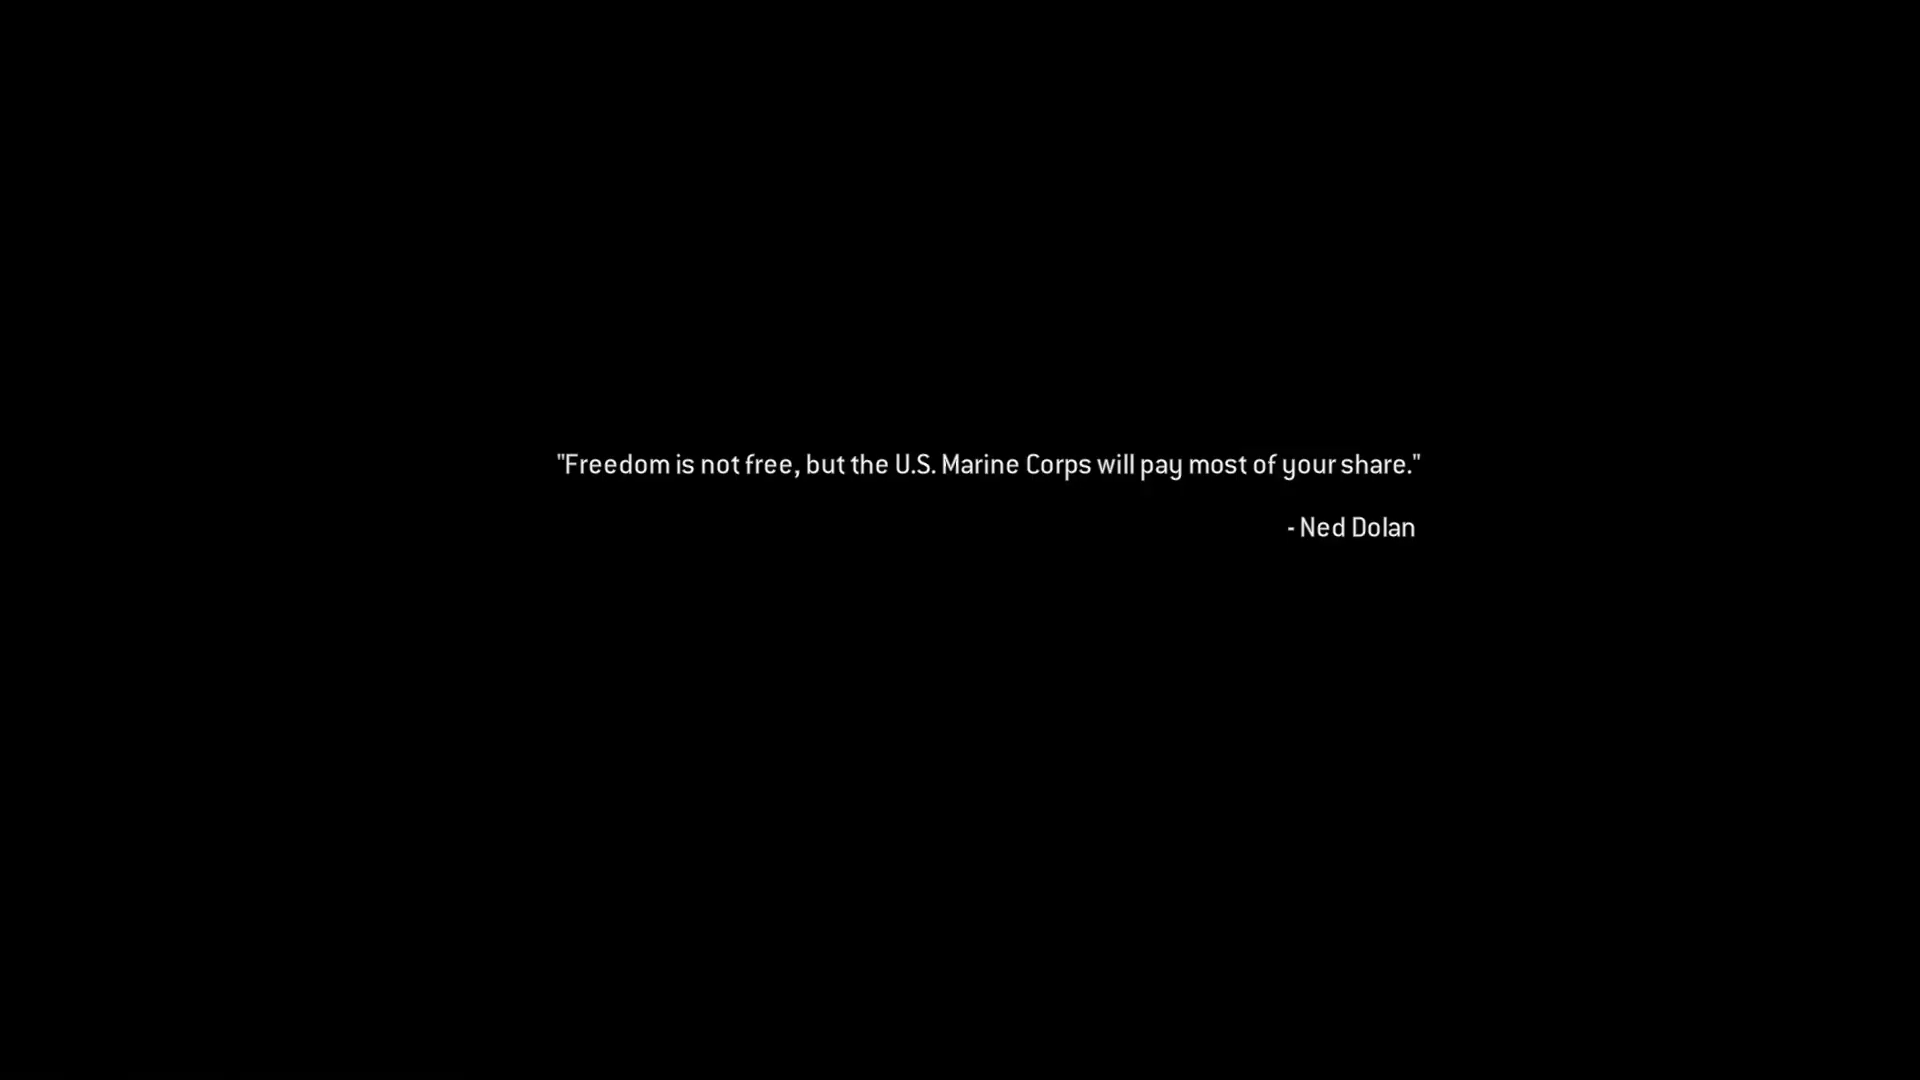 "Freedom is not free, but the U.S. Marine Corps will pay most of your share."
- Ned Dolan